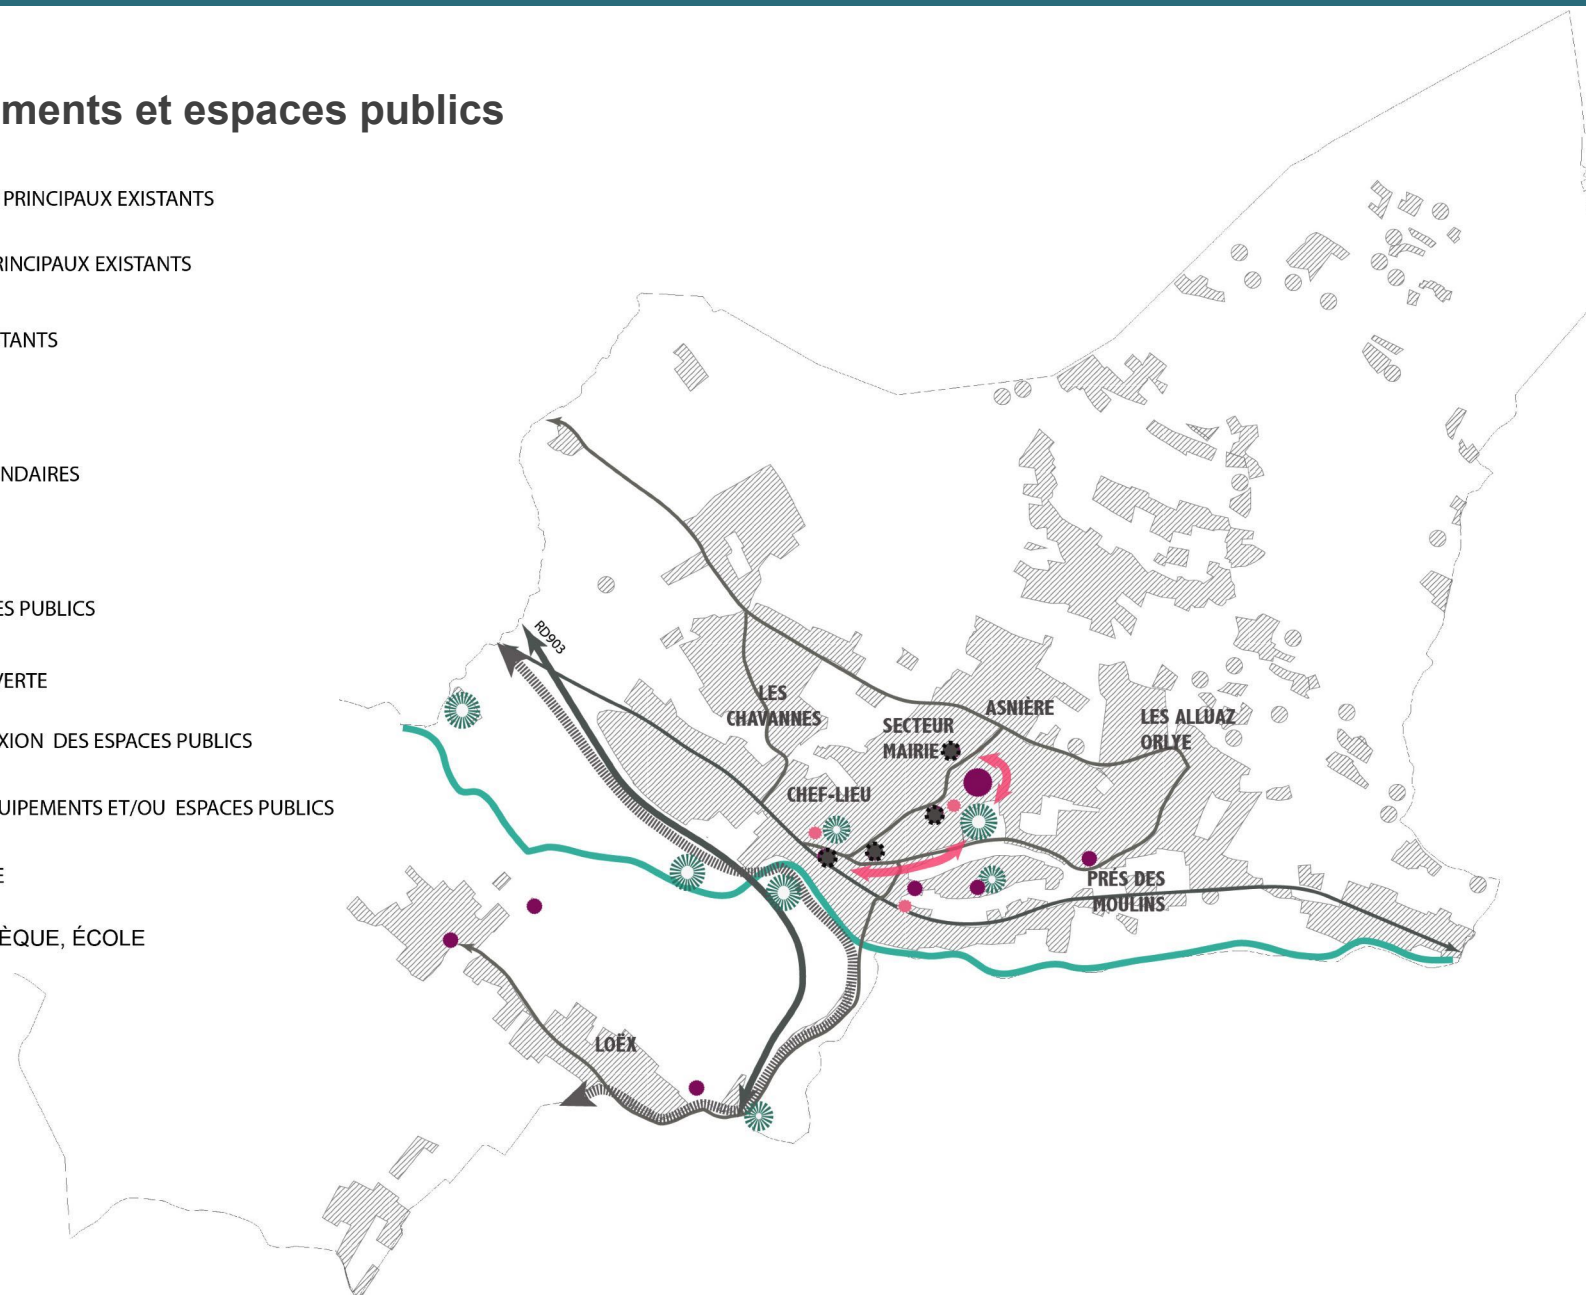 ments et espaces publics
PRINCIPAUX EXISTANTS
RINCIPAUX EXISTANTS
TANTS
NDAIRES
ES PUBLICS
VERTE
XION DES ESPACES PUBLICS
UIPEMENTS ET/OU ESPACES PUBLICS
E
ÈQUE, ÉCOLE
RD903
LES
CHAVANNES
SECTEUR
MAIRIE
ASNIÈRE
LES ALLUAZ
ORLYE
CHEF-LIEU
PRÉS DES
MOULINS
LOËX